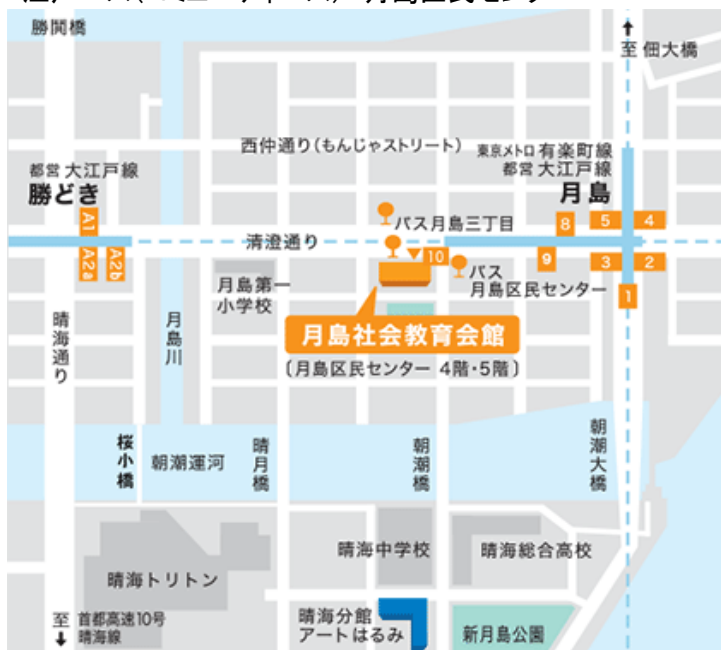 勝鬨橋
至 佃大橋
西仲通り(もんじゃストリート)
東京メトロ 有楽町線
都営 大江戸線
月島
都営 大江戸線
勝どき
A1
A2a
A2b
バス月島三丁目
清澄通り
8
5
4
10
9
3
2
1
バス
月島区民センター
月島第一
小学校
月島社会教育会館
〔月島区民センター 4階・5階〕
晴海通り
月島川
桜小橋
朝潮運河
晴月橋
朝潮橋
朝潮大橋
晴海中学校
晴海総合高校
晴海トリトン
至 首都高速10号
晴海線
晴海分館
アートはるみ
新月島公園